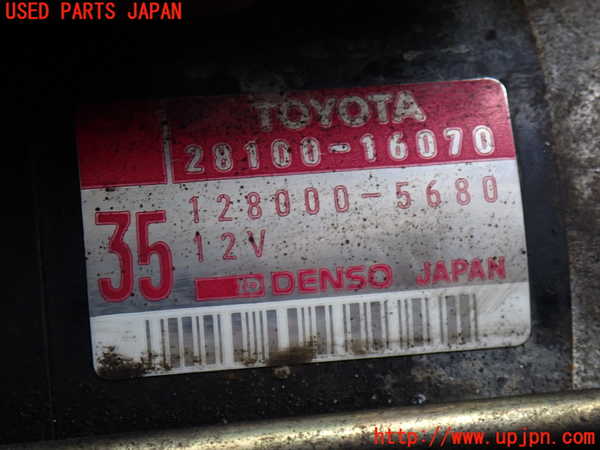 USED PARTS JAPAN
TOYOTA
28100-16070
128000-5680
35
12V
DENSO JAPAN
http://www.upjpn.com